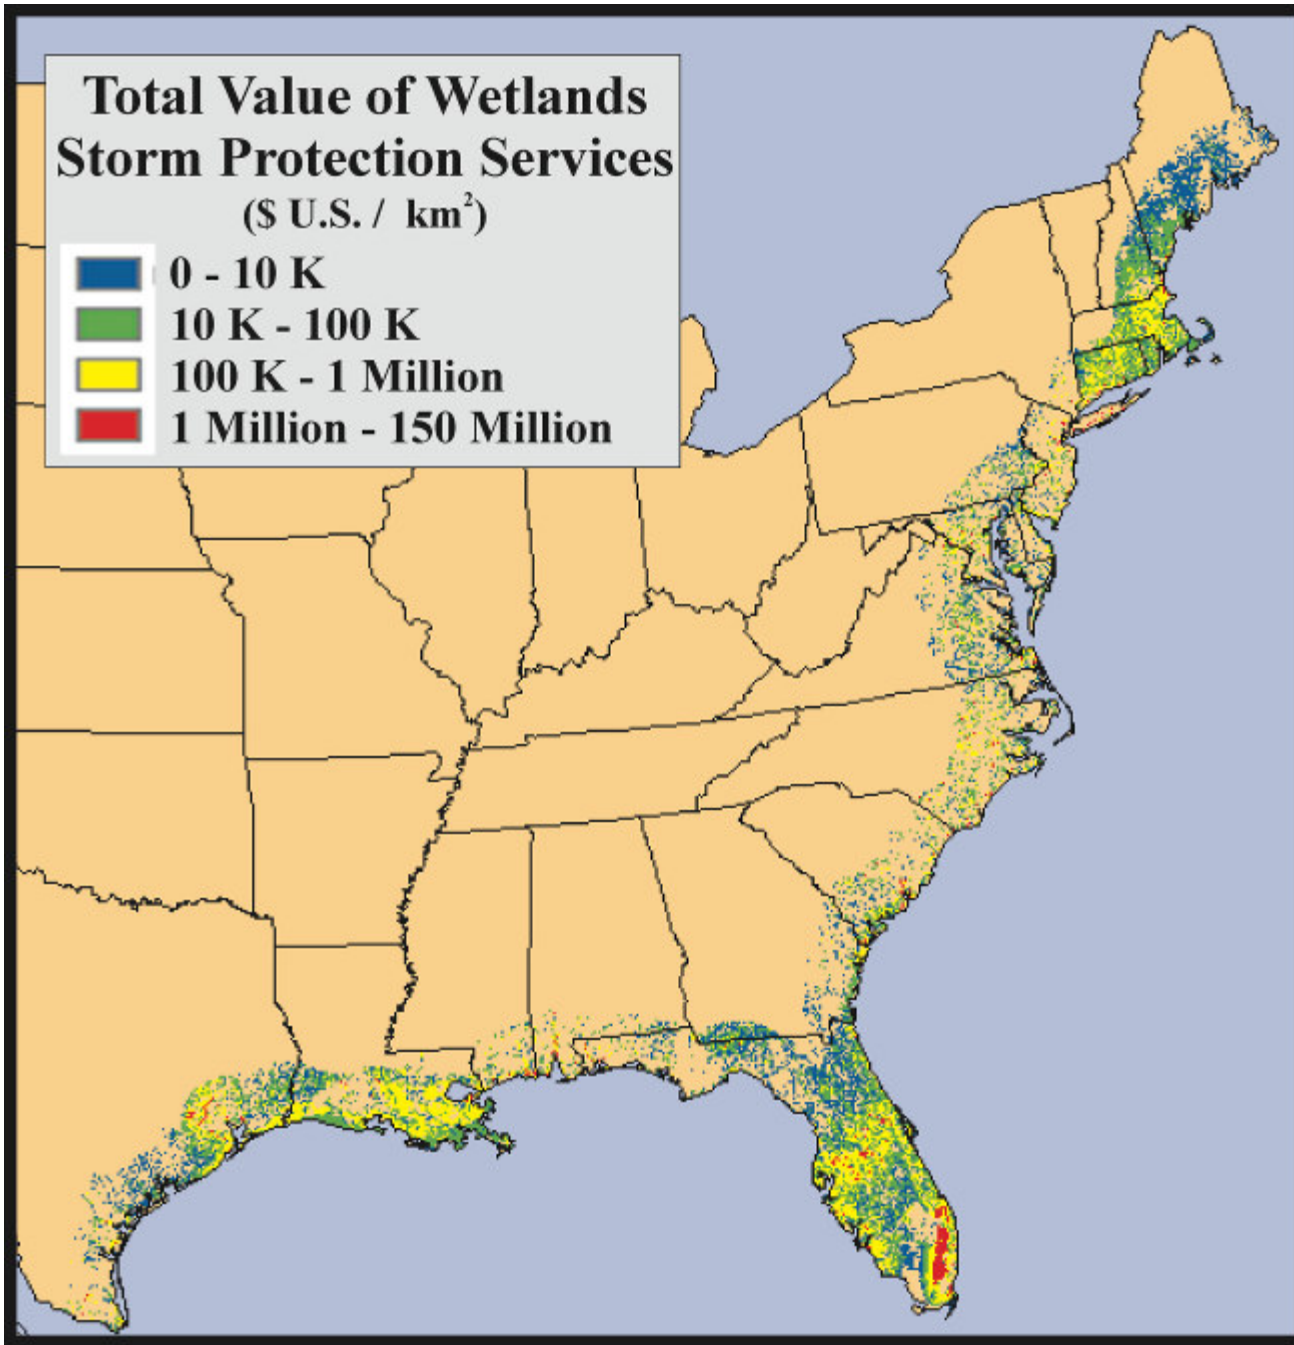 Total Value of Wetlands
Storm Protection Services
($ U.S. / km²)
0 - 10 K
10 K - 100 K
100 K - 1 Million
1 Million - 150 Million